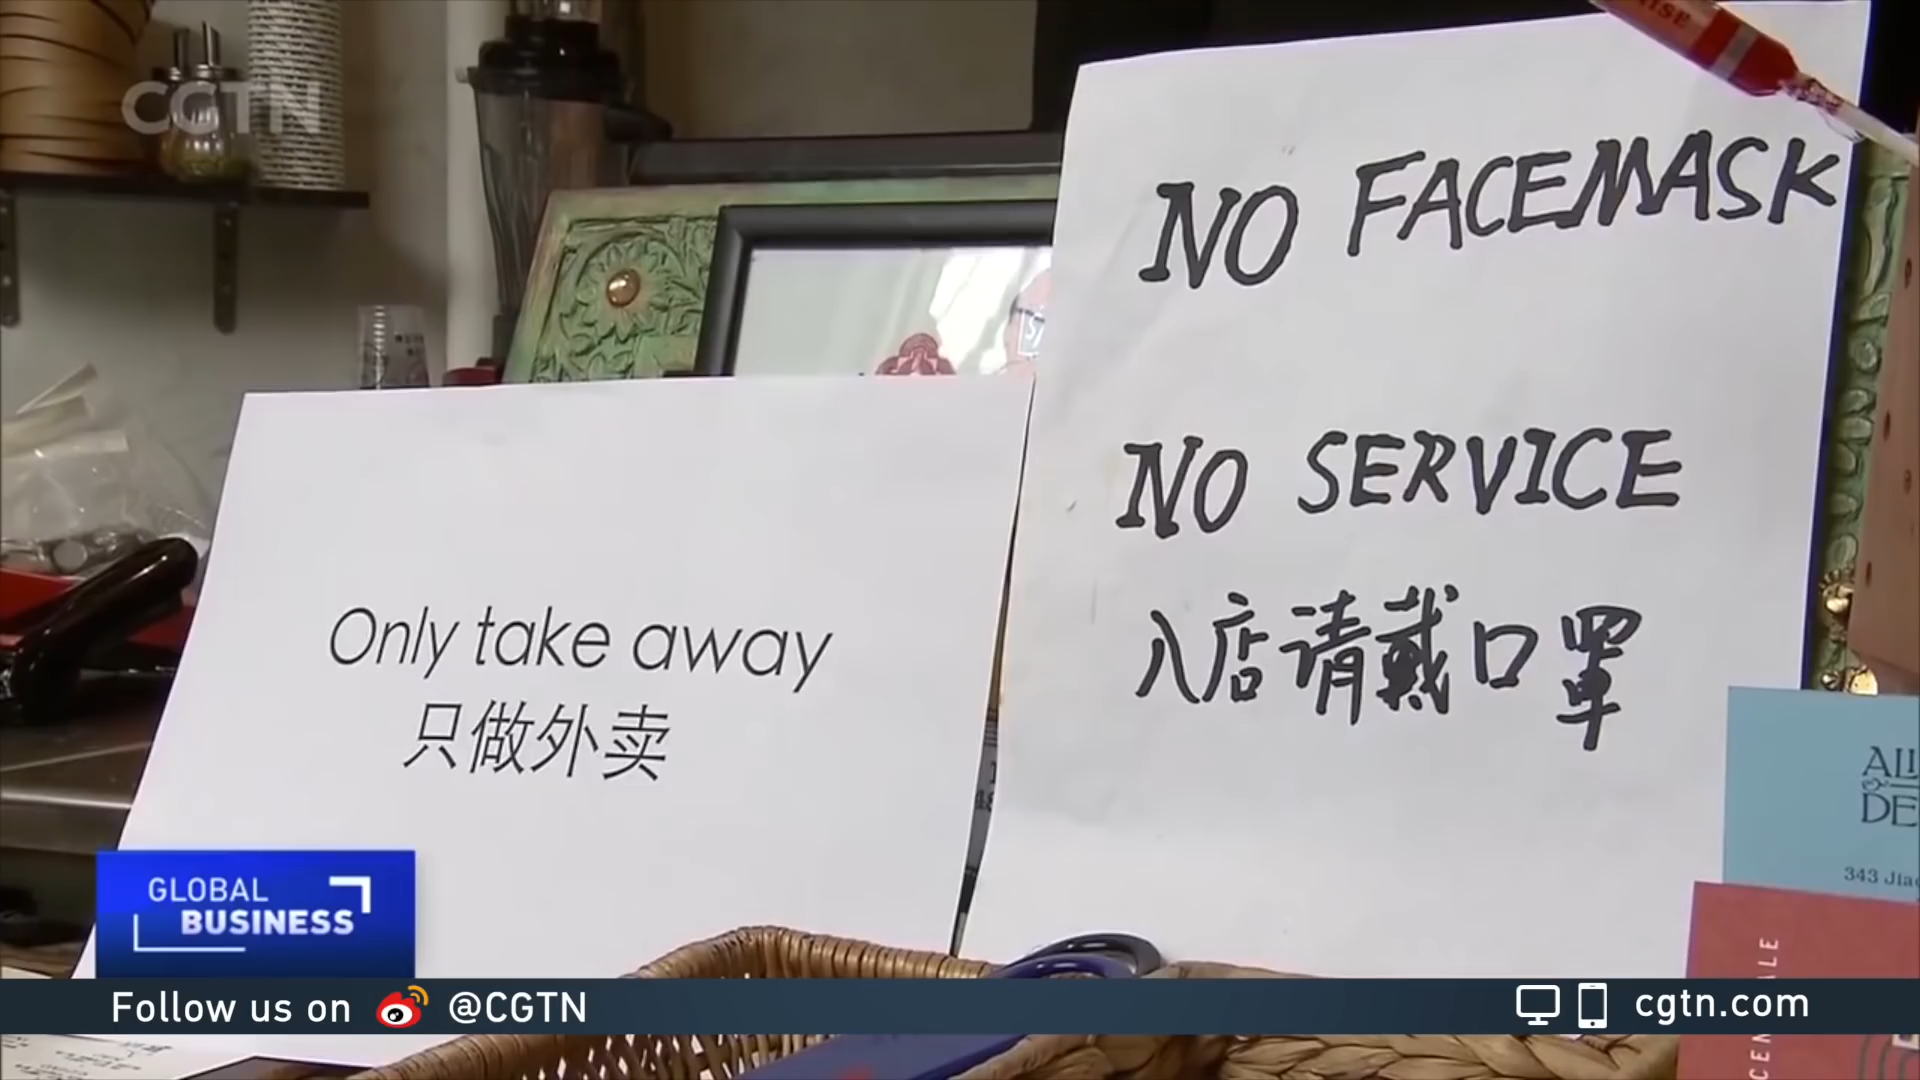 CGTN
NO FACEMASK
NO SERVICE
入店请戴口罩
Only take away
只做外卖
GLOBAL
BUSINESS
Follow us on @CGTN
cgtn.com
343